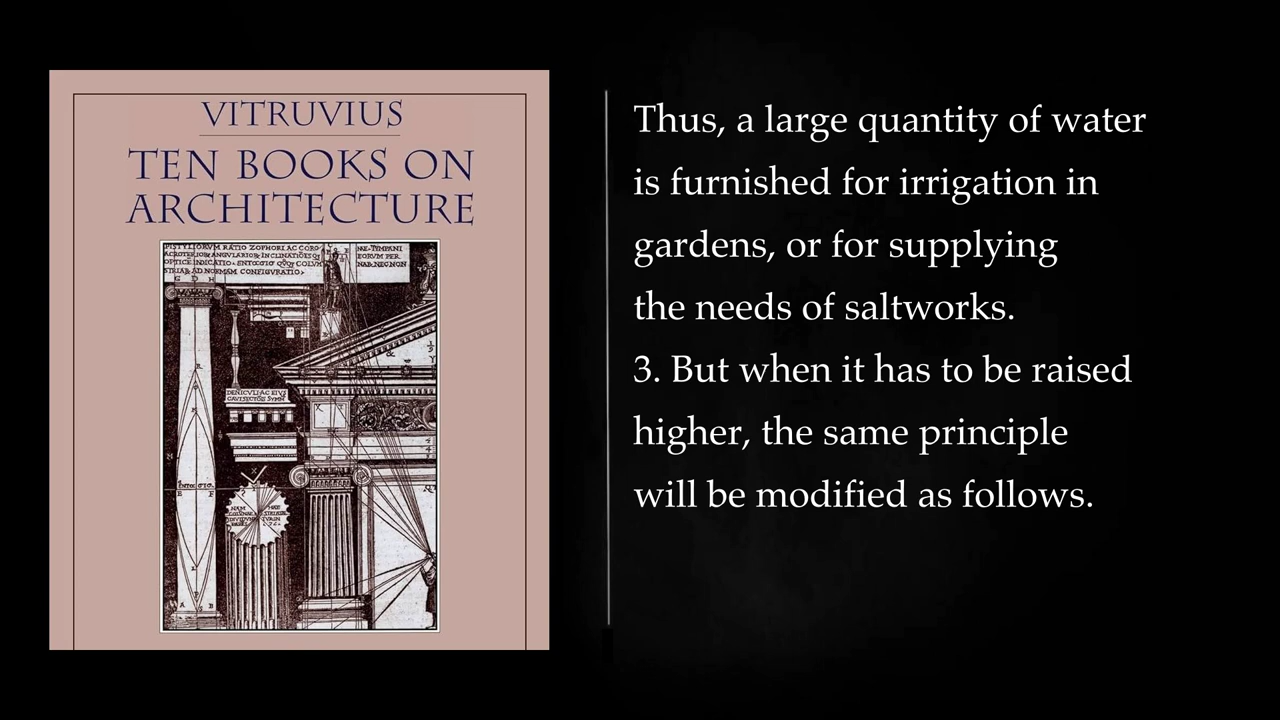 VITRUVIUS
TEN BOOKS ON
ARCHITECTURE
Thus, a large quantity of water
is furnished for irrigation in
gardens, or for supplying
the needs of saltworks.
3. But when it has to be raised
higher, the same principle
will be modified as follows.